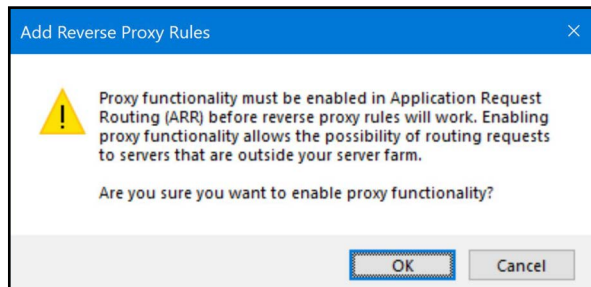 Add Reverse Proxy Rules
Proxy functionality must be enabled in Application Request
Routing (ARR) before reverse proxy rules will work. Enabling
proxy functionality allows the possibility of routing requests
to servers that are outside your server farm.
Are you sure you want to enable proxy functionality?
OK
Cancel